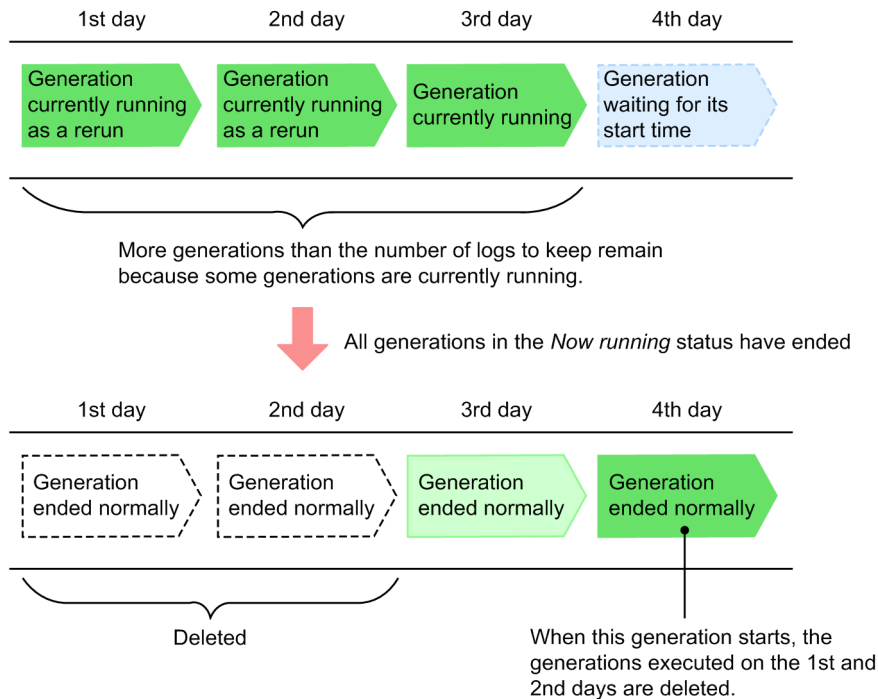 1st day 2nd day 3rd day 4th day
Generation
currently running
as a rerun
Generation
currently running
as a rerun
Generation
currently running
Generation
waiting for its
start time
More generations than the number of logs to keep remain
because some generations are currently running.
All generations in the Now running status have ended
1st day 2nd day 3rd day 4th day
Generation
ended normally
Generation
ended normally
Generation
ended normally
Generation
ended normally
Deleted
When this generation starts, the
generations executed on the 1st and
2nd days are deleted.